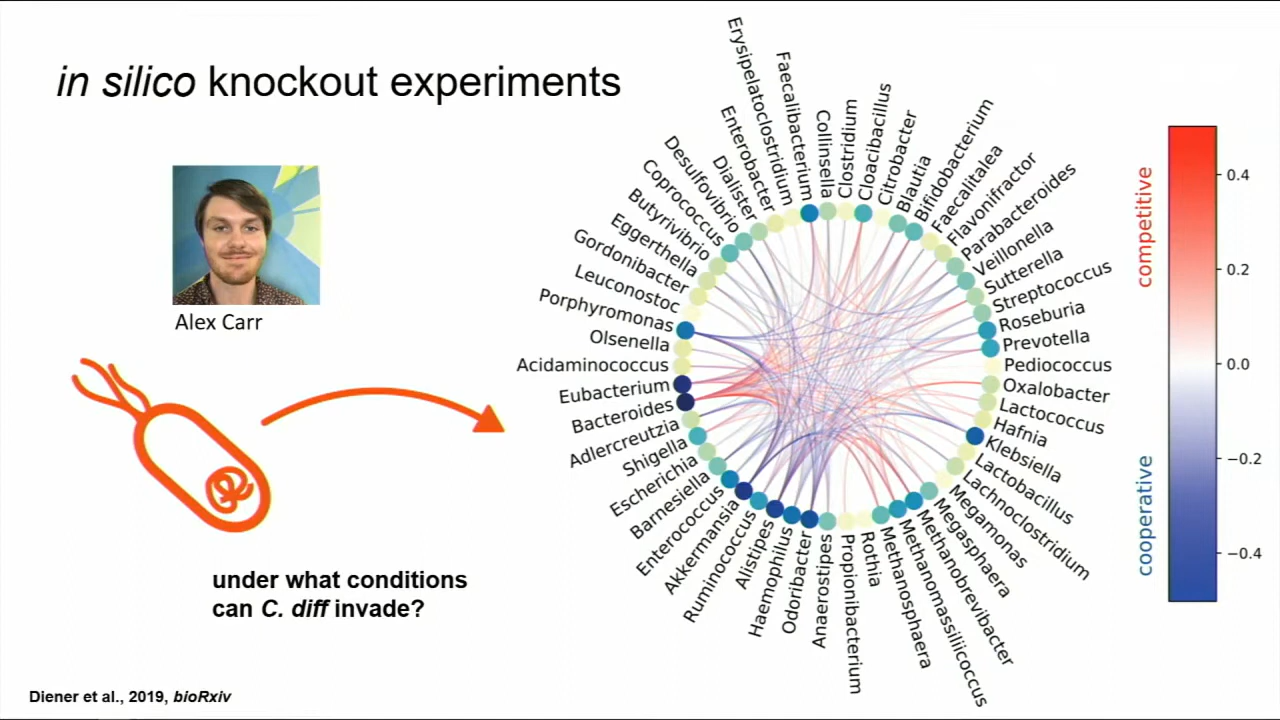 in silico knockout experiments
Alex Carr
under what conditions
can C. diff invade?
Diener et al., 2019, bioRxiv
Erysipelatoclostridium
Faecalibacterium
Collinsella
Clostridium
Cloacibacillus
Citrobacter
Blautia
Bifidobacterium
Faecalitalea
Flavonifractor
Parabacteroides
Veillonella
Sutterella
Streptococcus
Roseburia
Prevotella
Pediococcus
Oxalobacter
Lactococcus
Hafnia
Klebsiella
Lactobacillus
Lachnoclostridium
Megamonas
Megasphaera
Methanobrevibacter
Methanomassiliicoccus
Methanosphaera
Rothia
Propionibacterium
Anaerostipes
Odoribacter
Haemophilus
Alistipes
Ruminococcus
Akkermansia
Enterococcus
Barnesiella
Escherichia
Shigella
Adlercreutzia
Bacteroides
Eubacterium
Acidaminococcus
Olsenella
Porphyromonas
Leuconostoc
Gordonibacter
Eggerthella
Butyrivibrio
Coprococcus
Desulfovibrio
Dialister
Enterobacter
competitive
cooperative
0.4
0.2
0.0
−0.2
−0.4